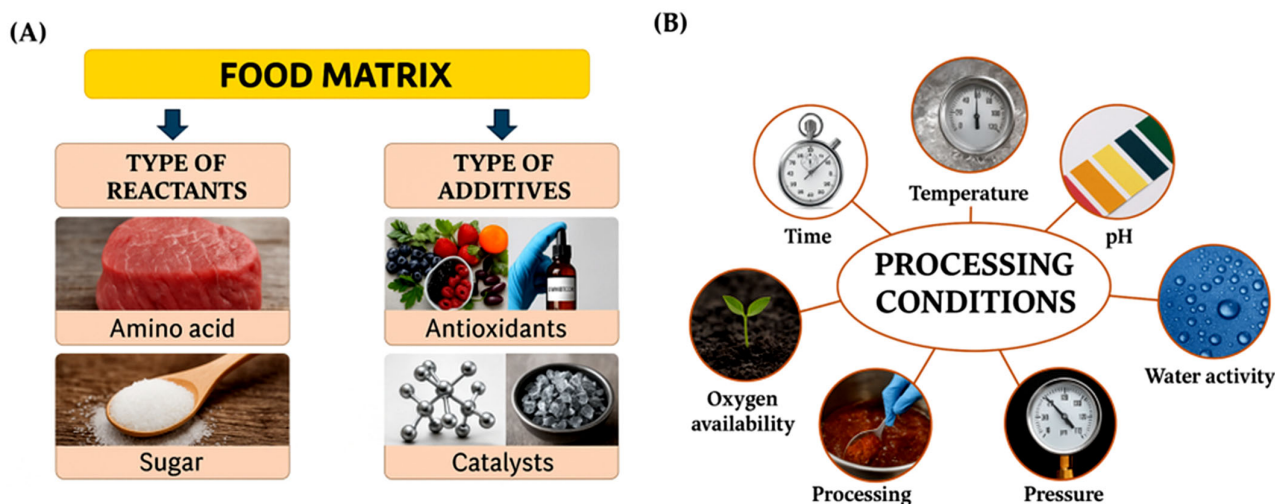 (A)
FOOD MATRIX
TYPE OF
REACTANTS
TYPE OF
ADDITIVES
Amino acid
Antioxidants
Sugar
Catalysts
(B)
Temperature
Time
pH
PROCESSING
CONDITIONS
Oxygen
availability
Water activity
Processing
Pressure